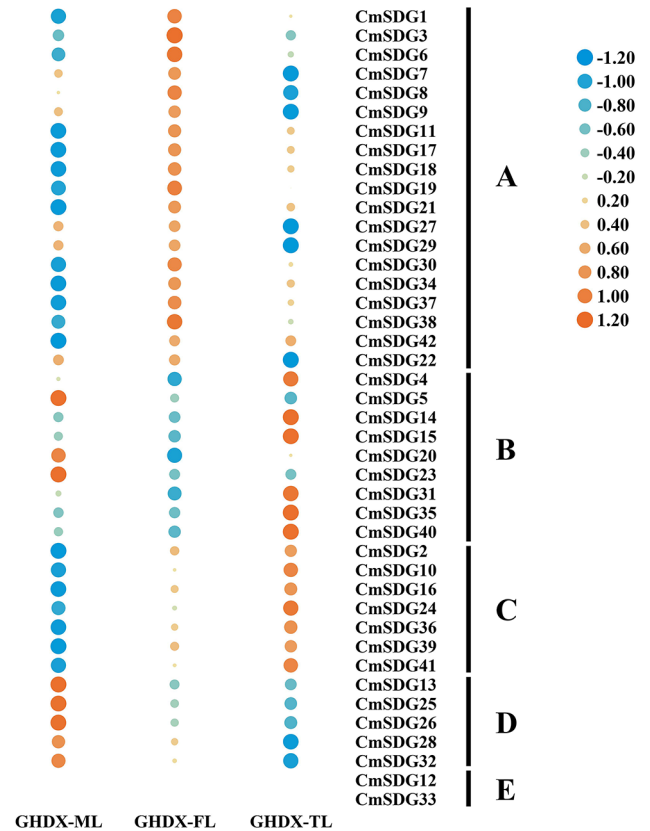 CmSDG1
CmSDG3
CmSDG6
CmSDG7
CmSDG8
CmSDG9
CmSDG11
CmSDG17
CmSDG18
CmSDG19
CmSDG21
CmSDG27
CmSDG29
CmSDG30
CmSDG34
CmSDG37
CmSDG38
CmSDG42
CmSDG22
CmSDG4
CmSDG5
CmSDG14
CmSDG15
CmSDG20
CmSDG23
CmSDG31
CmSDG35
CmSDG40
CmSDG2
CmSDG10
CmSDG16
CmSDG24
CmSDG36
CmSDG39
CmSDG41
CmSDG13
CmSDG25
CmSDG26
CmSDG28
CmSDG32
CmSDG12
CmSDG33
A
B
C
D
E
-1.20
-1.00
-0.80
-0.60
-0.40
-0.20
0.20
0.40
0.60
0.80
1.00
1.20
GHDX-ML GHDX-FL GHDX-TL